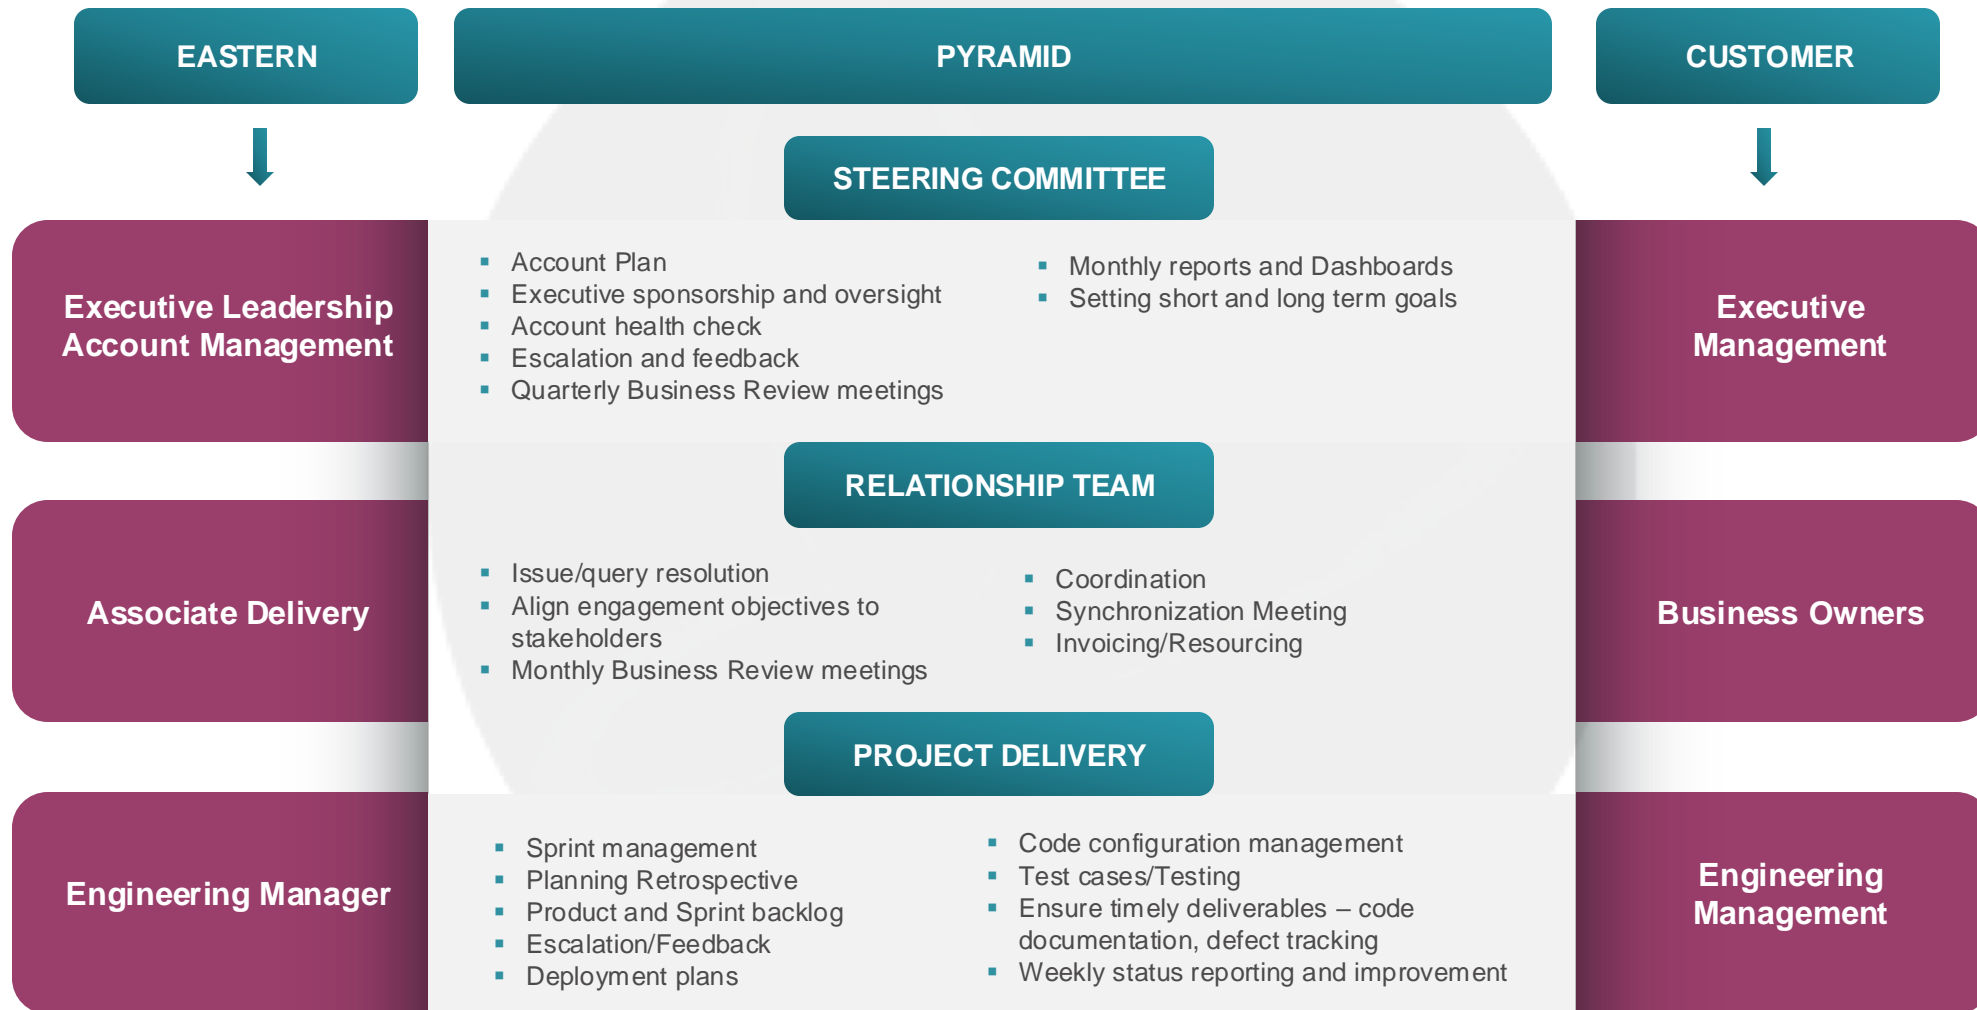 EASTERN
PYRAMID
CUSTOMER
STEERING COMMITTEE
Executive Leadership
Account Management
▪ Account Plan
▪ Executive sponsorship and oversight
▪ Account health check
▪ Escalation and feedback
▪ Quarterly Business Review meetings
▪ Monthly reports and Dashboards
▪ Setting short and long term goals
Executive
Management
RELATIONSHIP TEAM
Associate Delivery
▪ Issue/query resolution
▪ Align engagement objectives to
stakeholders
▪ Monthly Business Review meetings
▪ Coordination
▪ Synchronization Meeting
▪ Invoicing/Resourcing
Business Owners
PROJECT DELIVERY
Engineering Manager
▪ Sprint management
▪ Planning Retrospective
▪ Product and Sprint backlog
▪ Escalation/Feedback
▪ Deployment plans
▪ Code configuration management
▪ Test cases/Testing
▪ Ensure timely deliverables – code
documentation, defect tracking
▪ Weekly status reporting and improvement
Engineering
Management